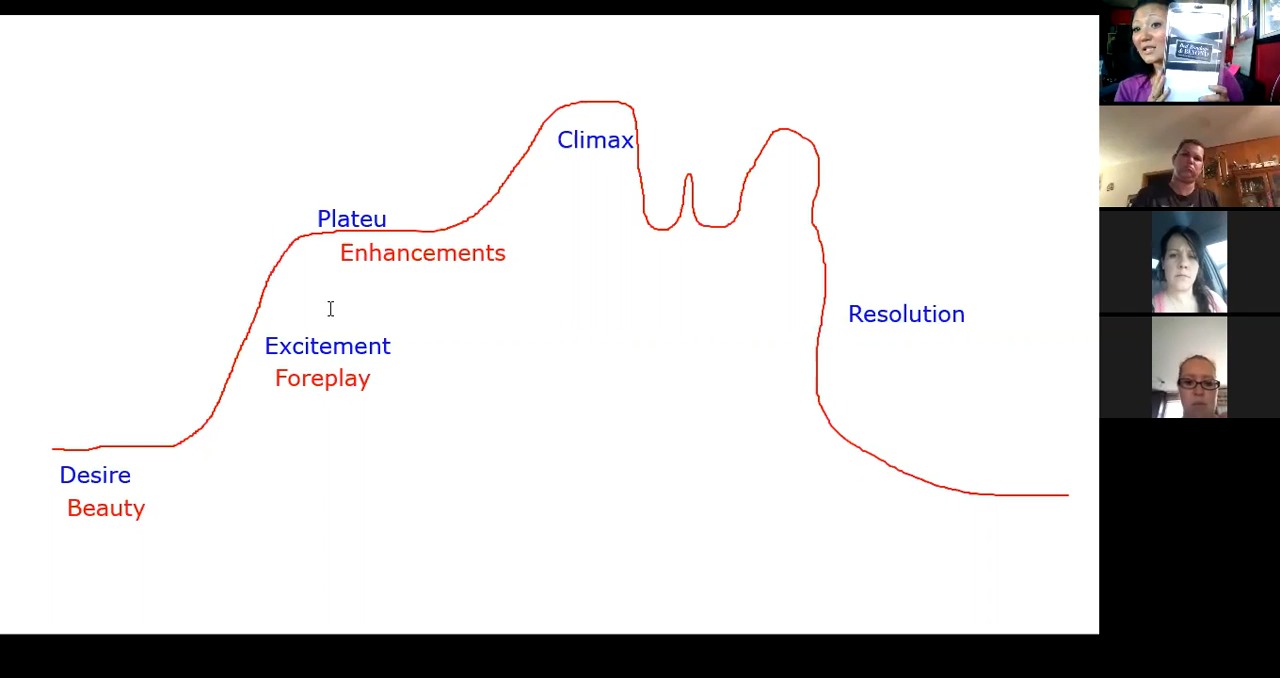 Climax
Plateu
Enhancements
Resolution
Excitement
Foreplay
Desire
Beauty